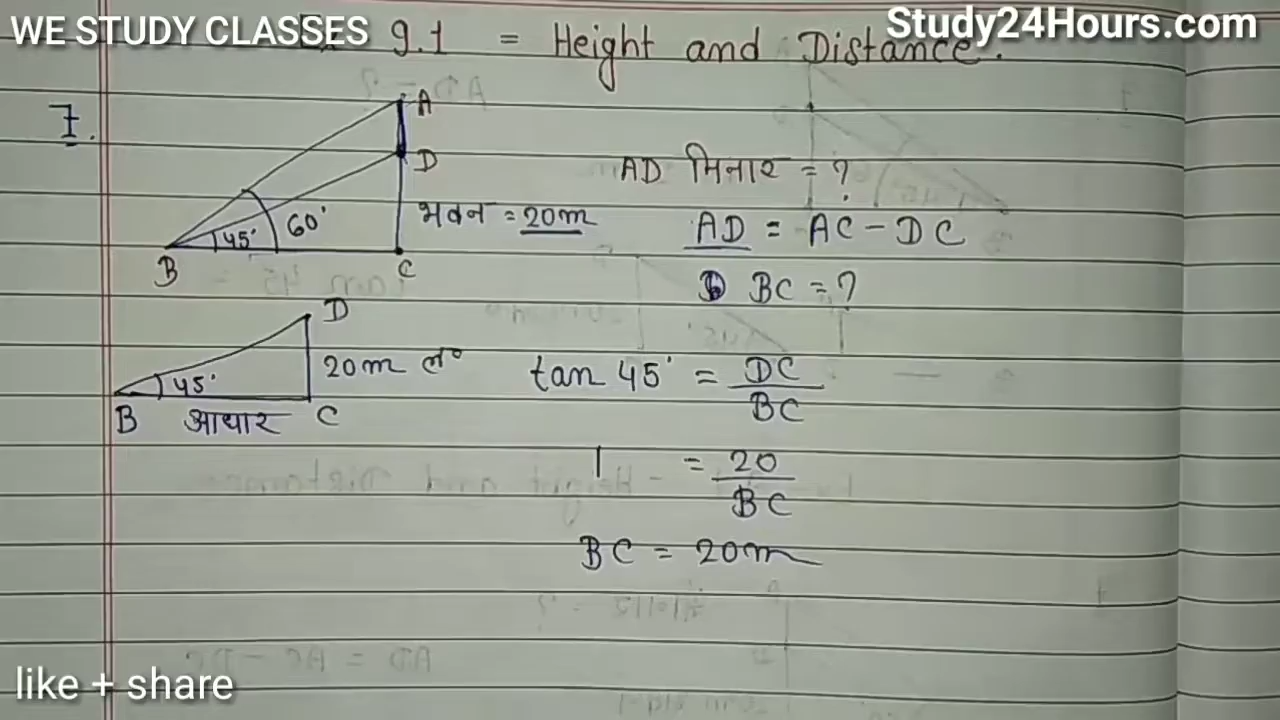 WE STUDY CLASSES
Study24Hours.com
9.1 = Height and Distance.
7.
A
D
AD मिनार = ?
भवन = 20m
60°
45°
B
C
AD = AC - DC
BC = ?
D
20m ल०
45°
B आधार C
tan 45° = DC
BC
1 = 20
BC
BC = 20m
like + share